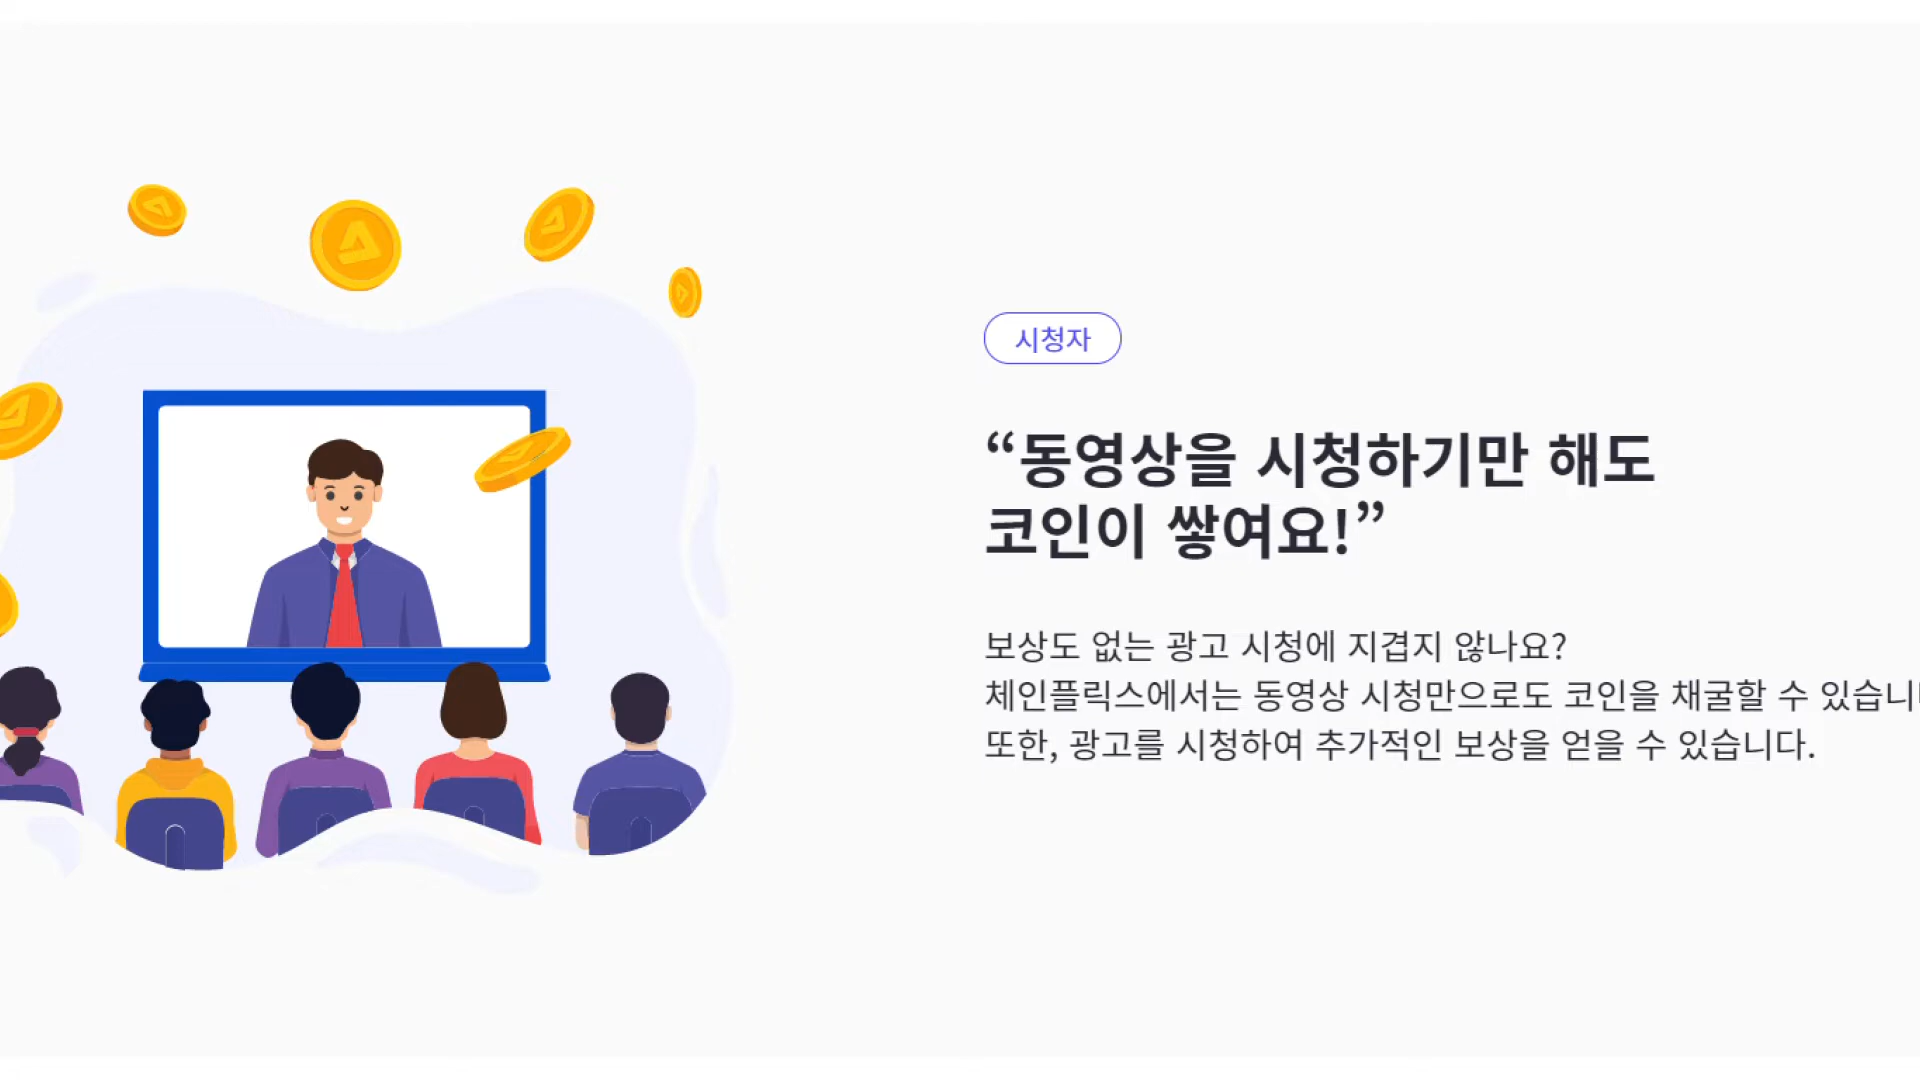 시청자
“동영상을 시청하기만 해도
코인이 쌓여요!”
보상도 없는 광고 시청에 지겹지 않나요?
체인플릭스에서는 동영상 시청만으로도 코인을 채굴할 수
또한, 광고를 시청하여 추가적인 보상을 얻을 수 있습니다.